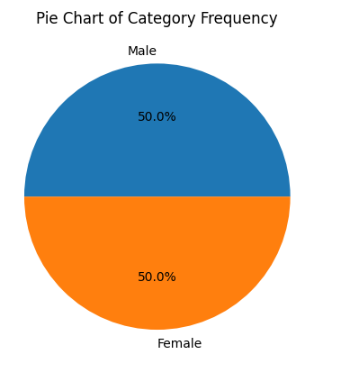 Pie Chart of Category Frequency
Male
50.0%
50.0%
Female